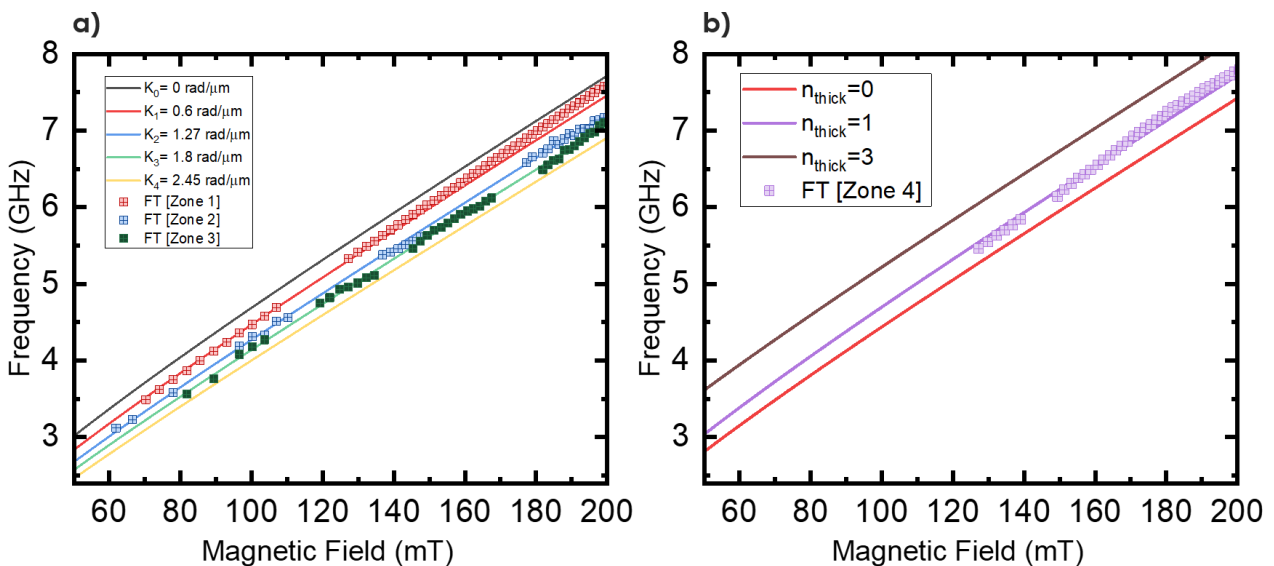 a)
8
7
6
5
4
3
Frequency (GHz)
K₀= 0 rad/μm
K₁= 0.6 rad/μm
K₂= 1.27 rad/μm
K₃= 1.8 rad/μm
K₄= 2.45 rad/μm
FT [Zone 1]
FT [Zone 2]
FT [Zone 3]
60 80 100 120 140 160 180 200
Magnetic Field (mT)
b)
8
7
6
5
4
3
Frequency (GHz)
n_thick=0
n_thick=1
n_thick=3
FT [Zone 4]
60 80 100 120 140 160 180 200
Magnetic Field (mT)